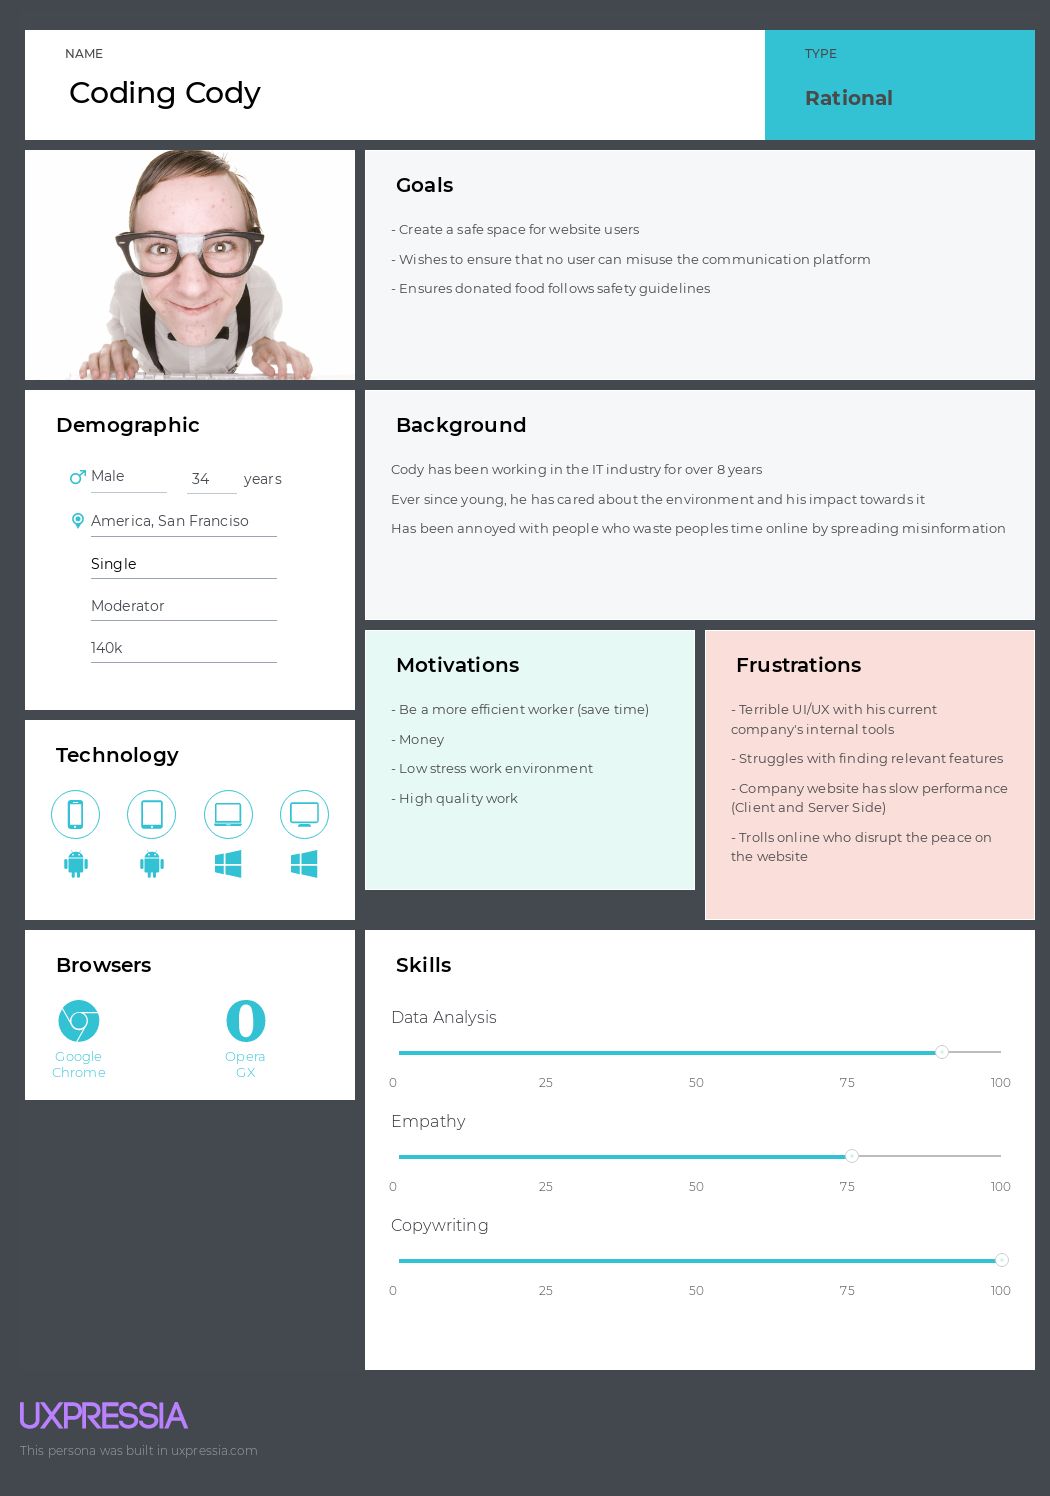 NAME
Coding Cody
TYPE
Rational
Goals
- Create a safe space for website users
- Wishes to ensure that no user can misuse the communication platform
- Ensures donated food follows safety guidelines
Demographic
Male 34 years
America, San Franciso
Single
Moderator
140k
Background
Cody has been working in the IT industry for over 8 years
Ever since young, he has cared about the environment and his impact towards it
Has been annoyed with people who waste peoples time online by spreading misinformation
Motivations
- Be a more efficient worker (save time)
- Money
- Low stress work environment
- High quality work
Frustrations
- Terrible UI/UX with his current
company's internal tools
- Struggles with finding relevant features
- Company website has slow performance
(Client and Server Side)
- Trolls online who disrupt the peace on
the website
Technology
Browsers
Google
Chrome
Opera
GX
Skills
Data Analysis
0 25 50 75 100
Empathy
0 25 50 75 100
Copywriting
0 25 50 75 100
UXPRESSIA
This persona was built in uxpressia.com